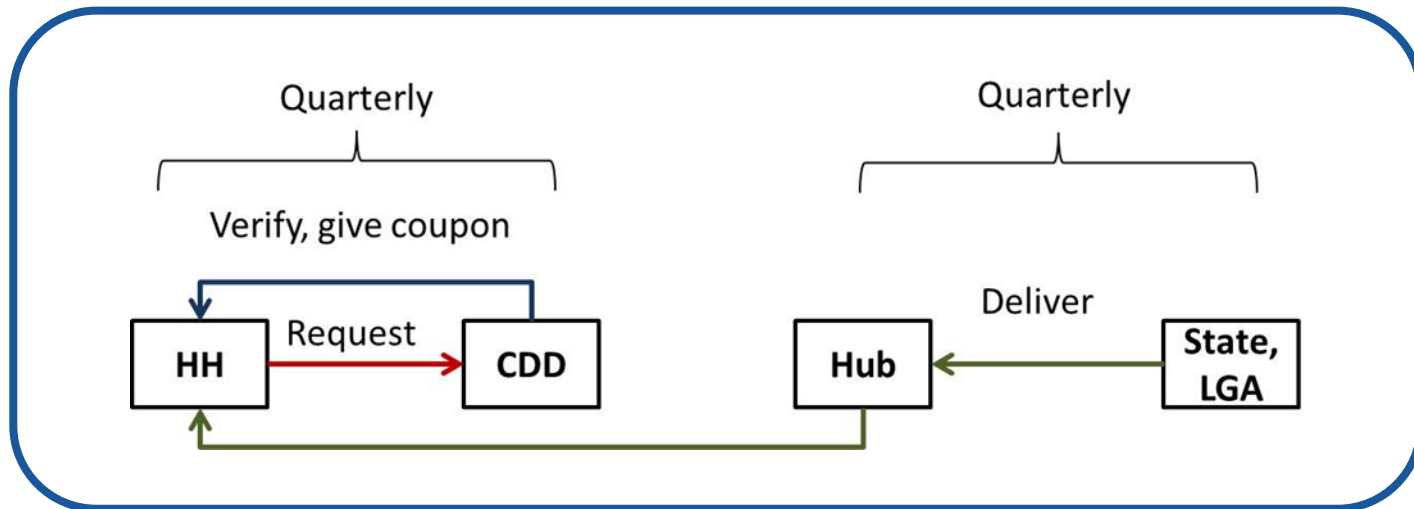 Quarterly
Quarterly
Verify, give coupon
Deliver
Request
HH
CDD
Hub
State,
LGA